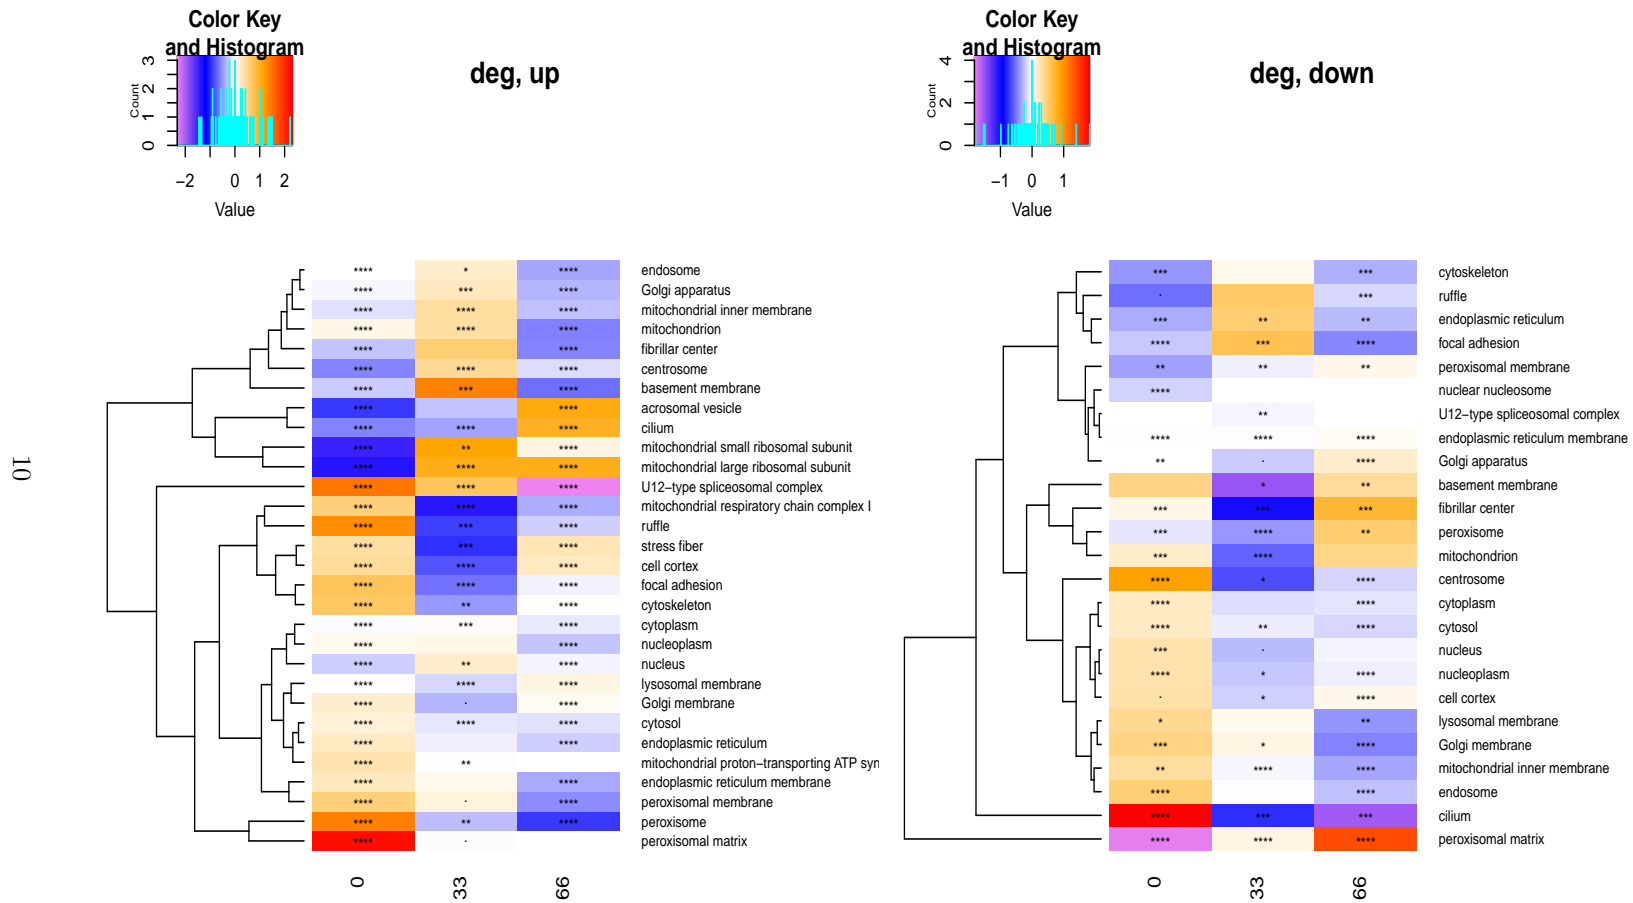 Color Key
and Histogram
Count
0 1 2 3
−2 0 1 2
Value
deg, up
**** * **** endosome
**** *** **** Golgi apparatus
**** **** **** mitochondrial inner membrane
**** **** **** mitochondrion
**** **** fibrillar center
**** **** **** centrosome
**** *** **** basement membrane
**** **** acrosomal vesicle
**** **** **** cilium
**** ** **** mitochondrial small ribosomal subunit
**** **** **** mitochondrial large ribosomal subunit
**** **** **** U12−type spliceosomal complex
**** **** **** mitochondrial respiratory chain complex I
**** *** **** ruffle
**** *** **** stress fiber
**** **** **** cell cortex
**** **** **** focal adhesion
**** ** **** cytoskeleton
**** *** **** cytoplasm
**** **** nucleoplasm
**** ** **** nucleus
**** **** **** lysosomal membrane
**** . **** Golgi membrane
**** **** **** cytosol
**** **** endoplasmic reticulum
**** ** mitochondrial proton−transporting ATP syn
**** **** endoplasmic reticulum membrane
**** . **** peroxisomal membrane
**** ** **** peroxisome
**** . peroxisomal matrix
0 33 66
Color Key
and Histogram
Count
0 2 4
−1 0 1
Value
deg, down
*** *** cytoskeleton
. *** ruffle
*** ** ** endoplasmic reticulum
**** *** **** focal adhesion
** ** ** peroxisomal membrane
**** nuclear nucleosome
** U12−type spliceosomal complex
**** **** **** endoplasmic reticulum membrane
** . **** Golgi apparatus
* ** basement membrane
*** *** *** fibrillar center
*** **** ** peroxisome
*** **** mitochondrion
**** * **** centrosome
**** **** cytoplasm
**** ** **** cytosol
*** . nucleus
**** * **** nucleoplasm
. * **** cell cortex
* ** lysosomal membrane
*** * **** Golgi membrane
** **** **** mitochondrial inner membrane
**** **** endosome
**** *** *** cilium
**** **** **** peroxisomal matrix
0 33 66
10